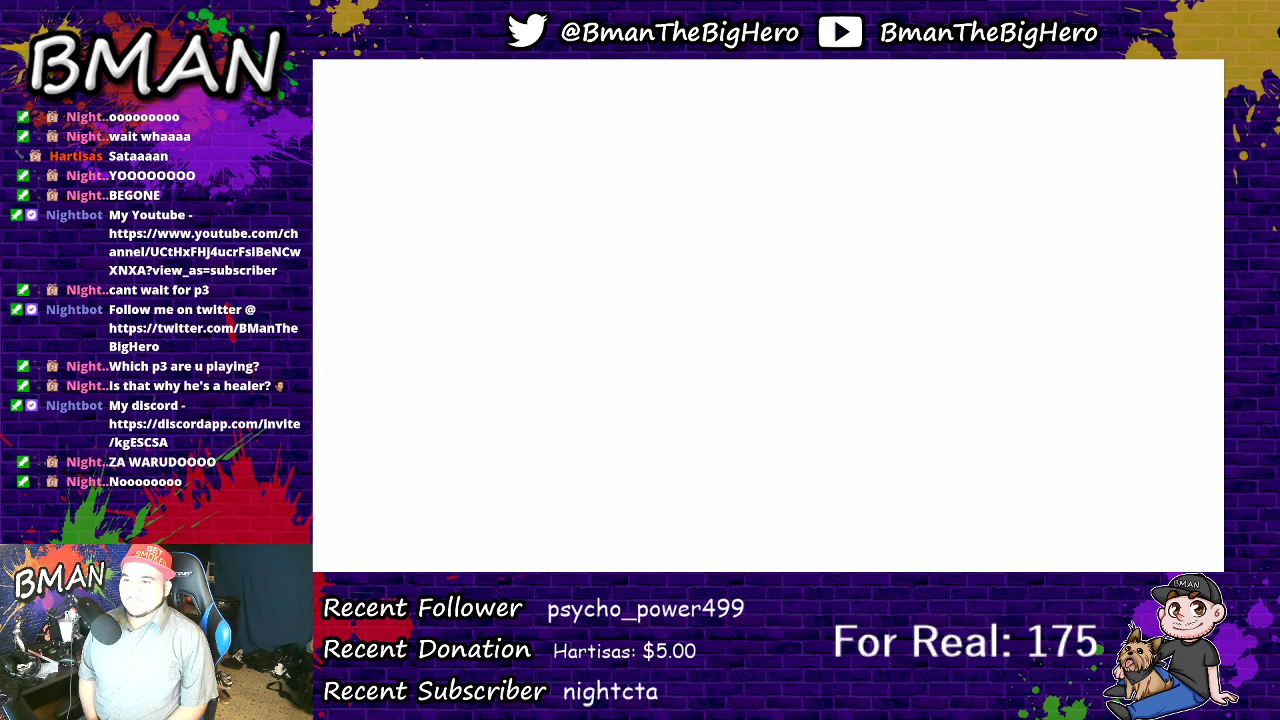 BMAN
@BmanTheBigHero
BmanTheBigHero
Night..ooooooooo
Night..wait whaaaa
Hartisas Sataaaan
Night..YOOOOOOOO
Night..BEGONE
Nightbot My Youtube -
https://www.youtube.com/ch
annel/UCtHxFHJ4ucrFsIBeNCw
XNXA?view_as=subscriber
Night..cant wait for p3
Nightbot Follow me on twitter @
https://twitter.com/BManThe
BigHero
Night..Which p3 are u playing?
Night..Is that why he's a healer?
Nightbot My discord -
https://discordapp.com/invite
/kgESCSA
Night..ZA WARUDOOOO
Night..Noooooooo
BMAN
GET
SMOKED
Recent Follower psycho_power499
Recent Donation Hartisas: $5.00
Recent Subscriber nightcta
For Real: 175
BMAN